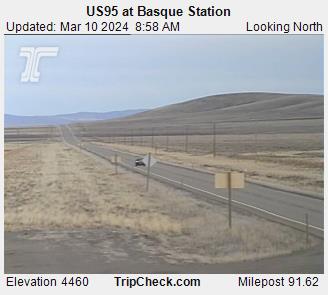 US95 at Basque Station
Updated: Mar 10 2024 8:58 AM Looking North
Elevation 4460 TripCheck.com Milepost 91.62